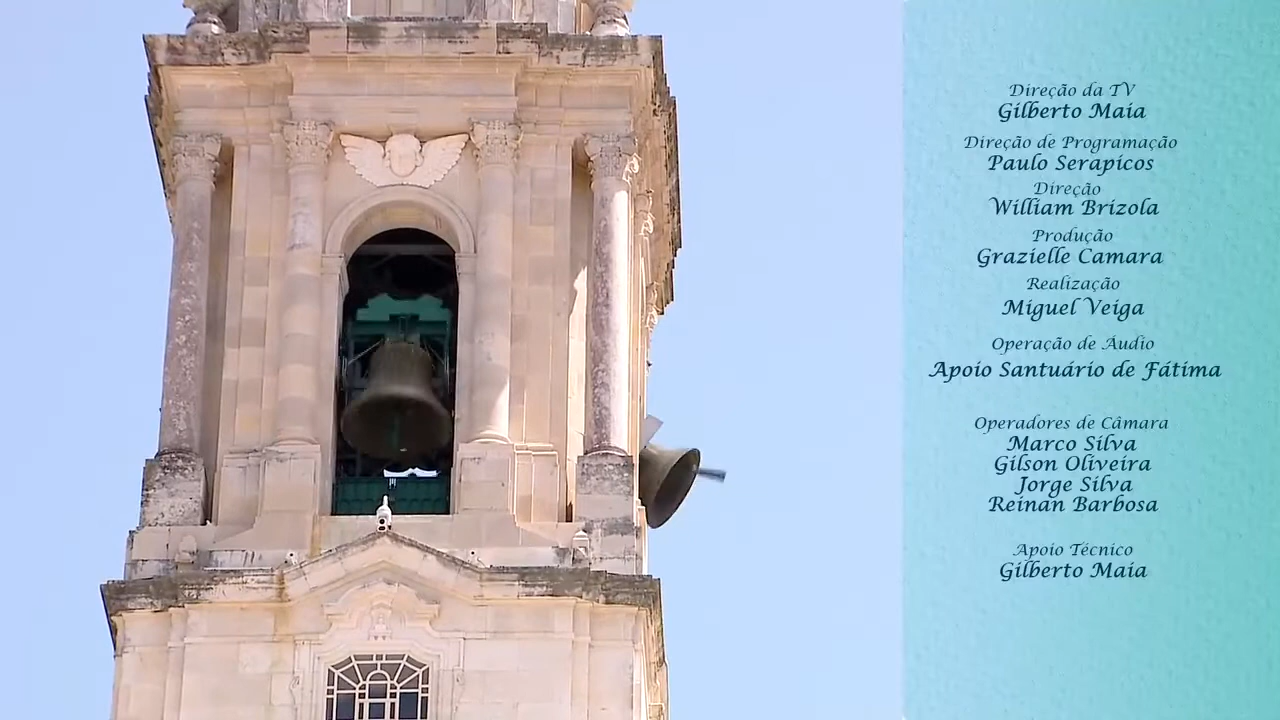 Direção da TV
Gilberto Maia
Direção de Programação
Paulo Serapicos
Direção
William Brizola
Produção
Grazielle Camara
Realização
Miguel Veiga
Operação de Áudio
Apoio Santuário de Fátima
Operadores de Câmara
Marco Silva
Gilson Oliveira
Jorge Silva
Reinan Barbosa
Apoio Técnico
Gilberto Maia